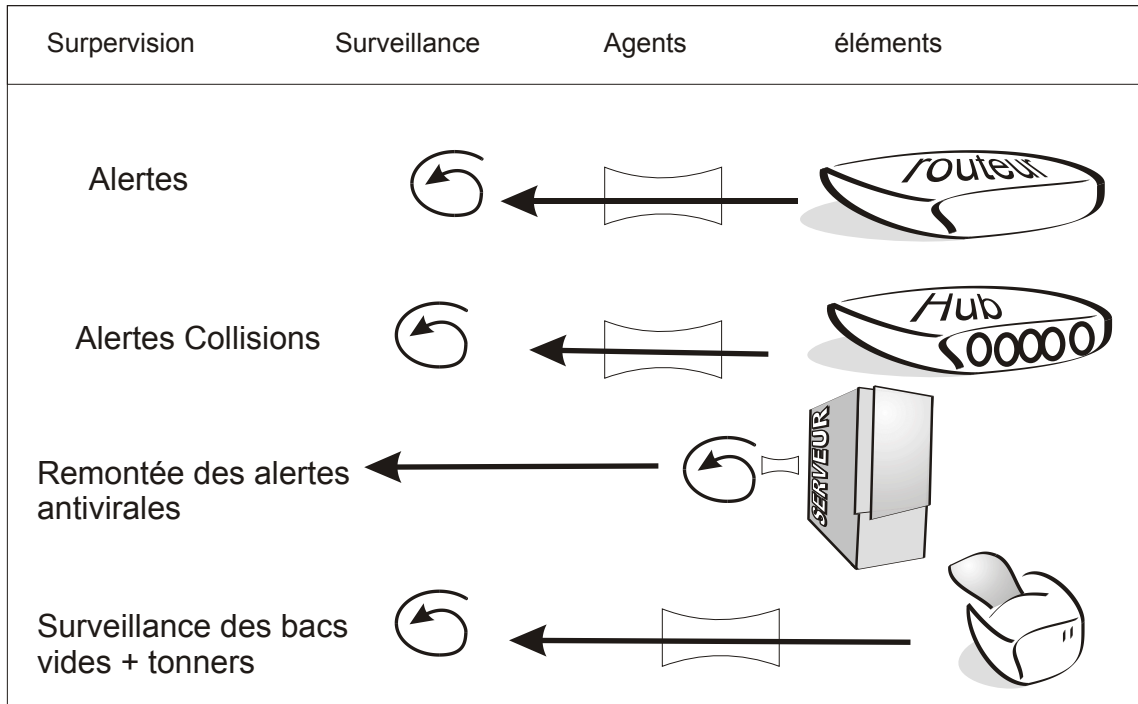 Surpervision Surveillance Agents éléments
Alertes
routeur
Alertes Collisions
Hub
Remontée des alertes
antivirales
SERVEUR
Surveillance des bacs
vides + tonners